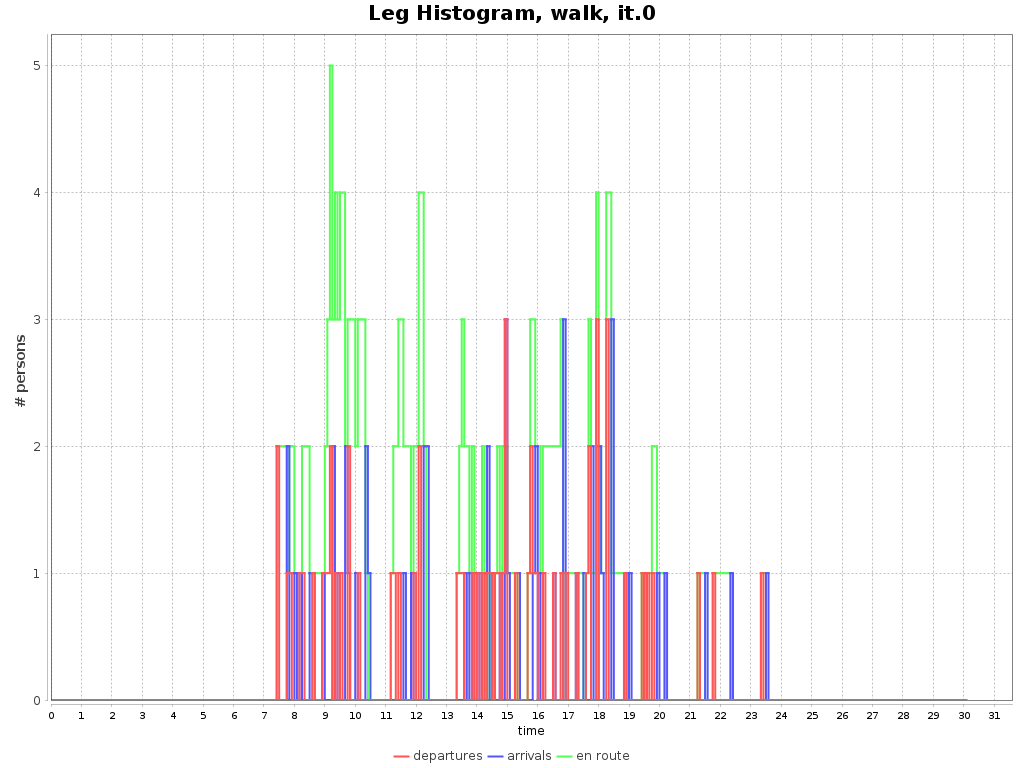 Leg Histogram, walk, it.0
# persons
5
4
3
2
1
0
0 1 2 3 4 5 6 7 8 9 10 11 12 13 14 15 16 17 18 19 20 21 22 23 24 25 26 27 28 29 30 31
time
departures arrivals en route